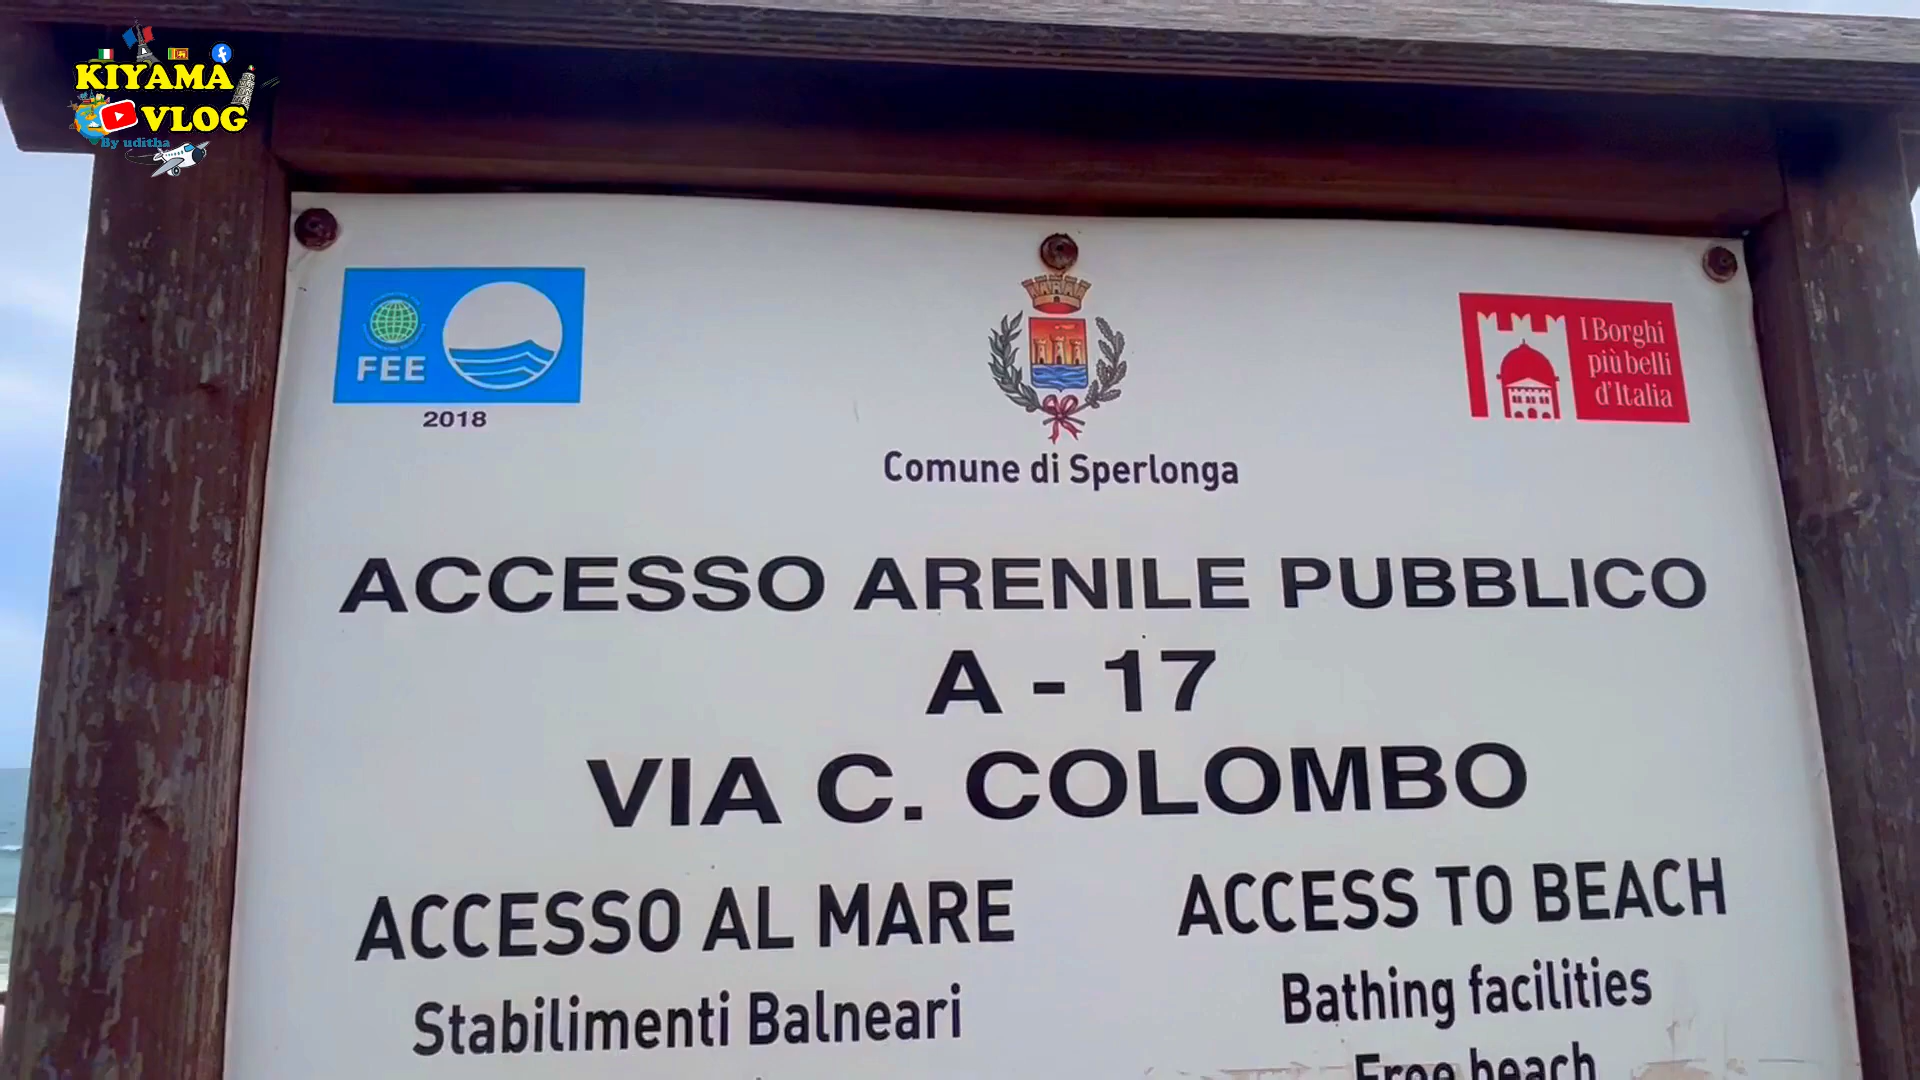 KIYAMA
VLOG
By uditha
FEE
2018
Comune di Sperlonga
I Borghi
più belli
d'Italia
ACCESSO ARENILE PUBBLICO
A - 17
VIA C. COLOMBO
ACCESSO AL MARE
Stabilimenti Balneari
ACCESS TO BEACH
Bathing facilities
Free beach